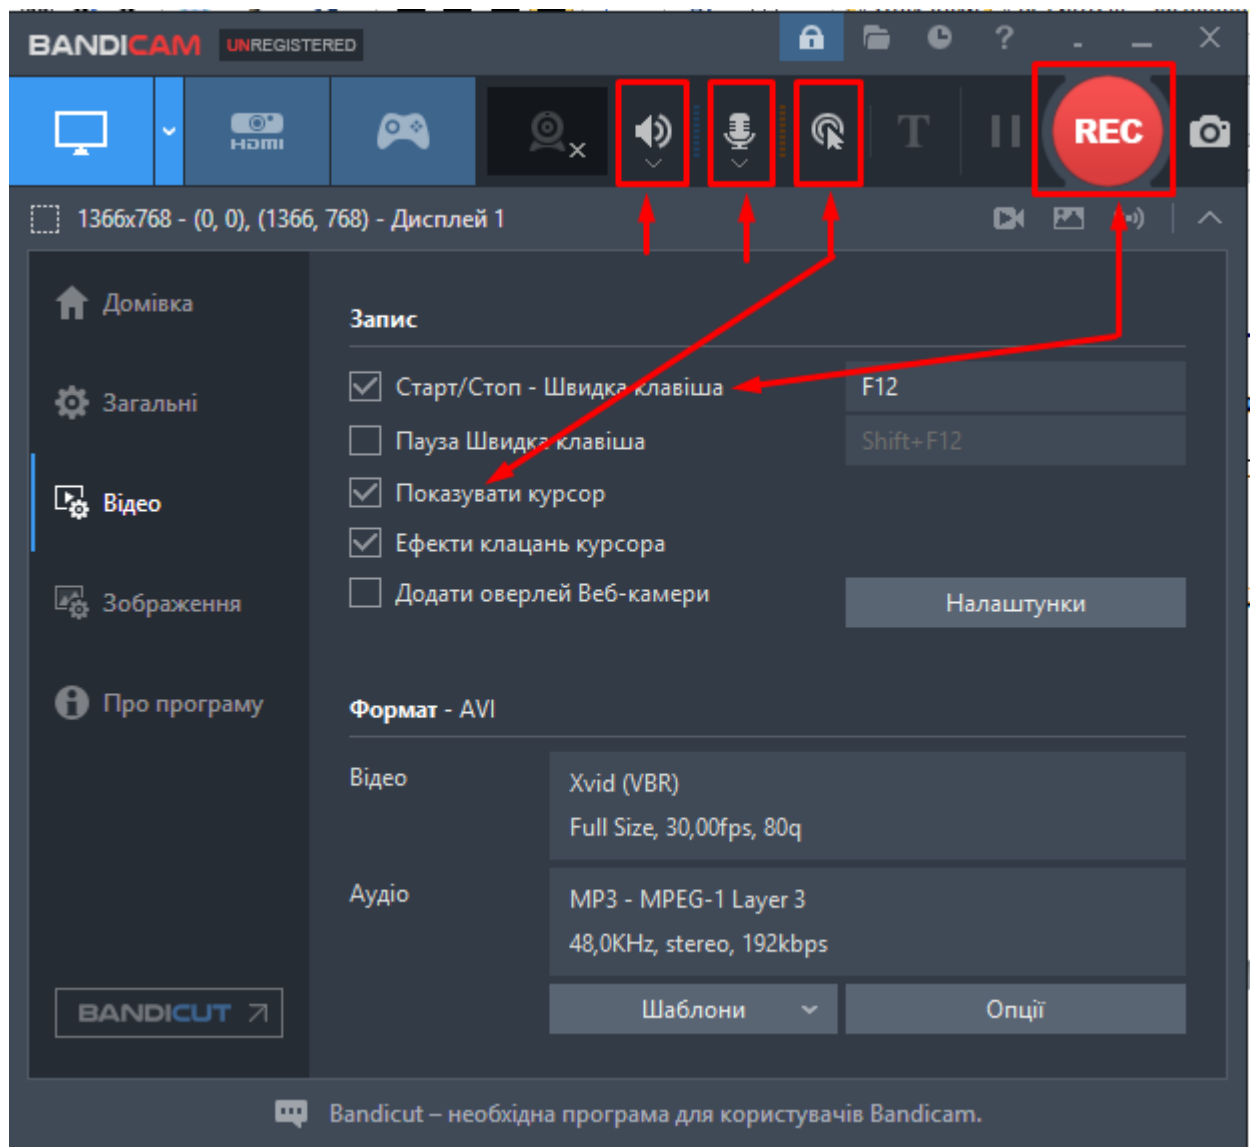 BANDICAM UNREGISTERED
HDMI
T
REC
1366x768 - (0, 0), (1366, 768) - Дисплей 1
Домівка
Загальні
Відео
Зображення
Про програму
BANDICUT
Запис
Старт/Стоп - Швидка клавіша F12
Пауза Швидка клавіша Shift+F12
Показувати курсор
Ефекти клацань курсора
Додати оверлей Веб-камери Налаштунки
Формат - AVI
Відео
Xvid (VBR)
Full Size, 30,00fps, 80q
Аудіо
MP3 - MPEG-1 Layer 3
48,0KHz, stereo, 192kbps
Шаблони Опції
Bandicut – необхідна програма для користувачів Bandicam.